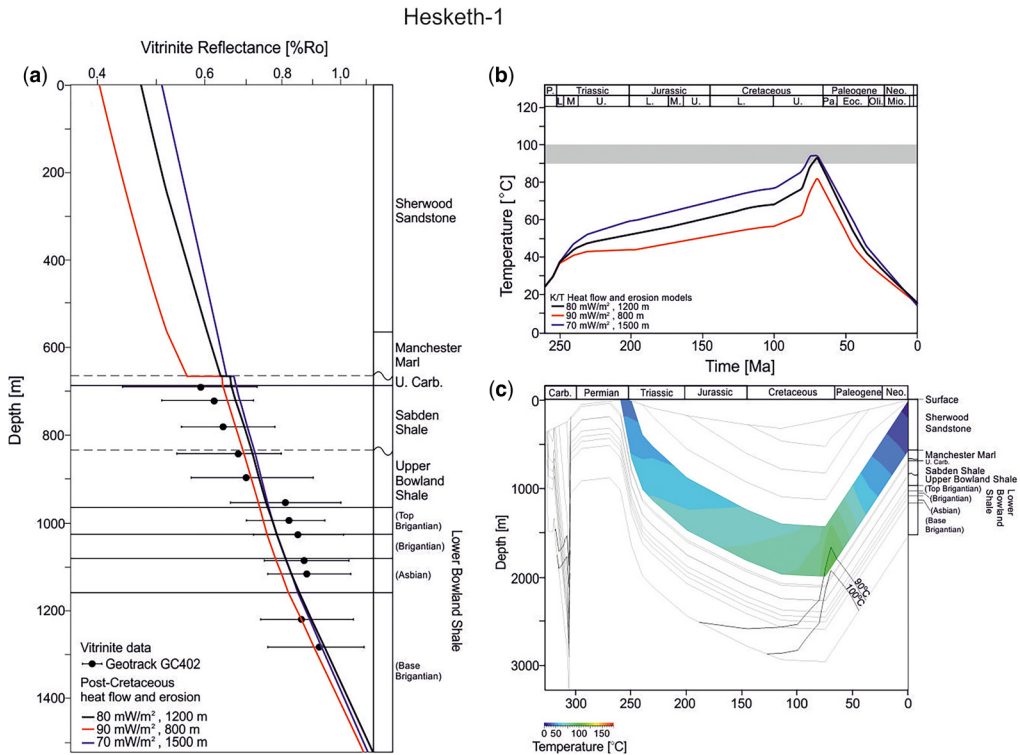 Hesketh-1
(a)
Vitrinite Reflectance [%Ro]
0.4 0.6 0.8 1.0
Depth [m]
0
200
400
600
800
1000
1200
1400
Sherwood
Sandstone
Manchester
Marl
U. Carb.
Sabden
Shale
Upper
Bowland
Shale
(Top
Brigantian)
(Brigantian)
(Asbian)
(Base
Brigantian)
Lower Bowland Shale
Vitrinite data
Geotrack GC402
Post-Cretaceous
heat flow and erosion
80 mW/m², 1200 m
90 mW/m², 800 m
70 mW/m², 1500 m
(b)
P. Triassic Jurassic Cretaceous Paleogene Neo.
L M U. L. M. U. L. U. Pa. Eoc. Oli. Mio.
Temperature [°C]
120
100
80
60
40
20
0
K/T Heat flow and erosion models
80 mW/m², 1200 m
90 mW/m², 800 m
70 mW/m², 1500 m
250 200 150 100 50 0
Time [Ma]
(c)
Carb. Permian Triassic Jurassic Cretaceous Paleogene Neo.
Depth [m]
0
1000
2000
3000
90°C
100°C
Surface
Sherwood
Sandstone
Manchester Marl
U. Carb.
Sabden Shale
Upper Bowland Shale
(Top Brigantian)
(Brigantian)
(Asbian)
(Base
Brigantian)
Lower
Bowland
Shale
300 250 200 150 100 50 0
0 50 100 150
Temperature [°C]